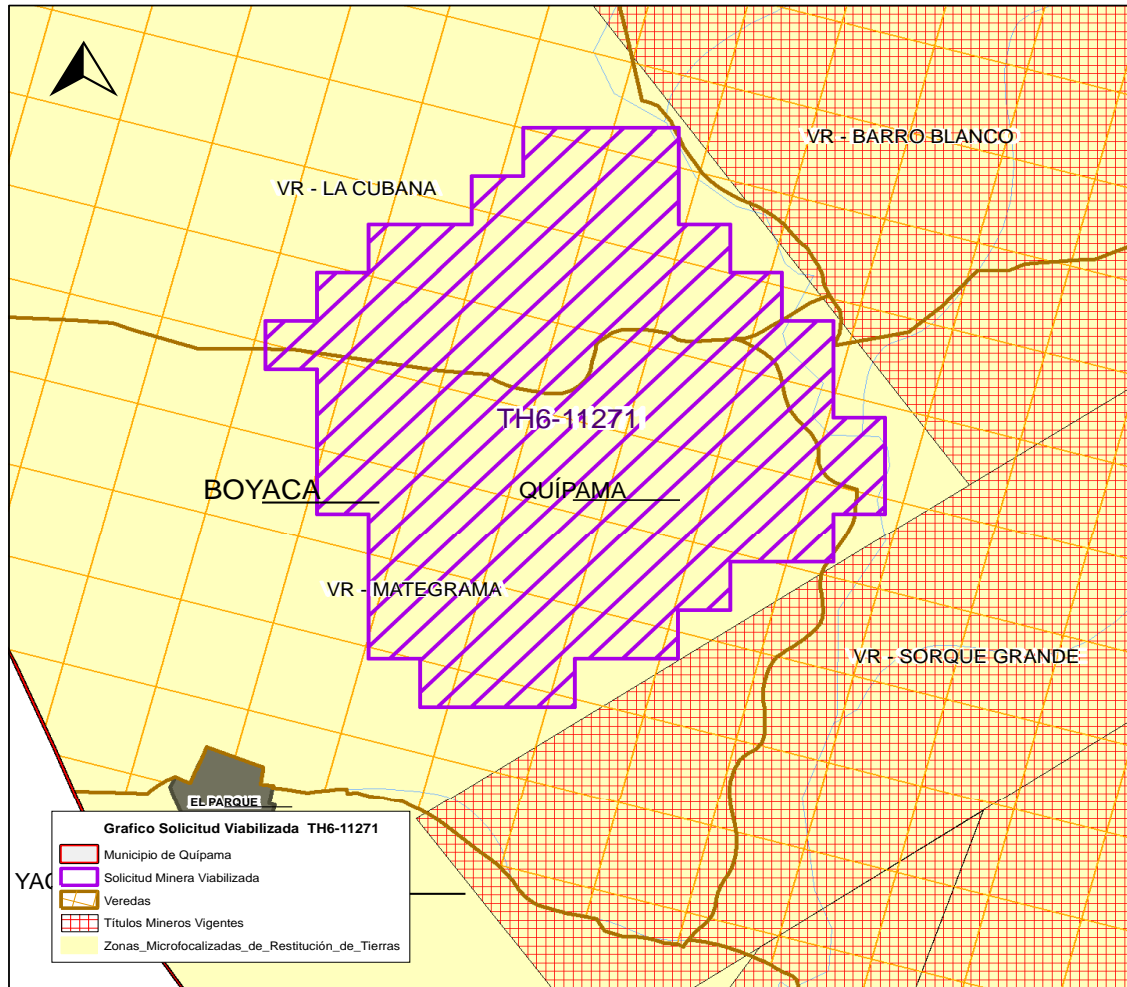 VR - BARRO BLANCO
VR - LA CUBANA
TH6-11271
BOYACA
QUÍPAMA
VR - MATEGRAMA
VR - SORQUE GRANDE
EL PARQUE
Grafico Solicitud Viabilizada TH6-11271
Municipio de Quípama
Solicitud Minera Viabilizada
Veredas
Títulos Mineros Vigentes
Zonas_Microfocalizadas_de_Restitución_de_Tierras